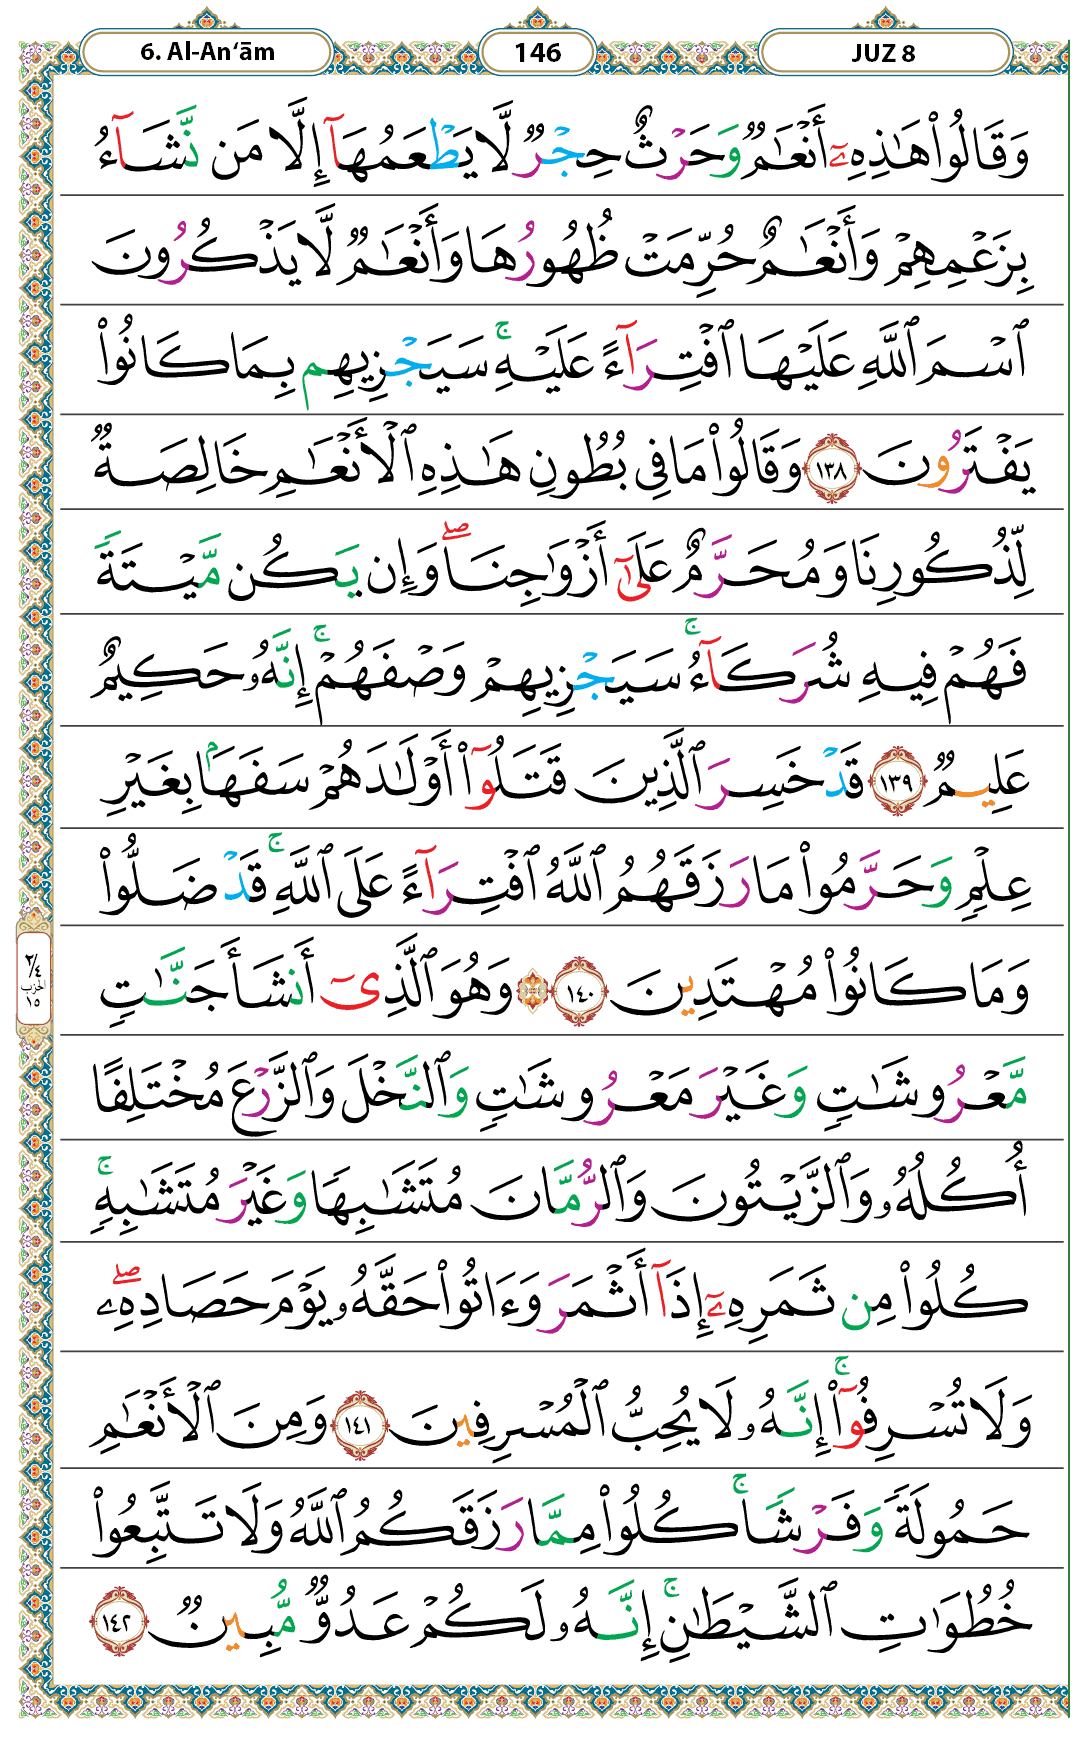 6. Al-An‘ām
146
JUZ 8
وَقَالُوا۟ هَـٰذِهِۦٓ أَنْعَـٰمٌ وَحَرْثٌ حِجْرٌ لَّا يَطْعَمُهَآ إِلَّا مَن نَّشَآءُ
بِزَعْمِهِمْ وَأَنْعَـٰمٌ حُرِّمَتْ ظُهُورُهَا وَأَنْعَـٰمٌ لَّا يَذْكُرُونَ
ٱسْمَ ٱللَّهِ عَلَيْهَا ٱفْتِرَآءً عَلَيْهِ ۚ سَيَجْزِيهِم بِمَا كَانُوا۟
يَفْتَرُونَ ١٣٨ وَقَالُوا۟ مَا فِى بُطُونِ هَـٰذِهِ ٱلْأَنْعَـٰمِ خَالِصَةٌ
لِّذُكُورِنَا وَمُحَرَّمٌ عَلَىٰٓ أَزْوَٰجِنَا ۖ وَإِن يَكُن مَّيْتَةً
فَهُمْ فِيهِ شُرَكَآءُ ۚ سَيَجْزِيهِمْ وَصْفَهُمْ ۚ إِنَّهُۥ حَكِيمٌ
عَلِيمٌ ١٣٩ قَدْ خَسِرَ ٱلَّذِينَ قَتَلُوٓا۟ أَوْلَـٰدَهُمْ سَفَهَۢا بِغَيْرِ
عِلْمٍ وَحَرَّمُوا۟ مَا رَزَقَهُمُ ٱللَّهُ ٱفْتِرَآءً عَلَى ٱللَّهِ ۚ قَدْ ضَلُّوا۟
وَمَا كَانُوا۟ مُهْتَدِينَ ١٤٠ ۞ وَهُوَ ٱلَّذِىٓ أَنشَأَ جَنَّـٰتٍ
مَّعْرُوشَـٰتٍ وَغَيْرَ مَعْرُوشَـٰتٍ وَٱلنَّخْلَ وَٱلزَّرْعَ مُخْتَلِفًا
أُكُلُهُۥ وَٱلزَّيْتُونَ وَٱلرُّمَّانَ مُتَشَـٰبِهًا وَغَيْرَ مُتَشَـٰبِهٍ ۚ
كُلُوا۟ مِن ثَمَرِهِۦٓ إِذَآ أَثْمَرَ وَءَاتُوا۟ حَقَّهُۥ يَوْمَ حَصَادِهِۦ ۖ
وَلَا تُسْرِفُوٓا۟ ۚ إِنَّهُۥ لَا يُحِبُّ ٱلْمُسْرِفِينَ ١٤١ وَمِنَ ٱلْأَنْعَـٰمِ
حَمُولَةً وَفَرْشًا ۚ كُلُوا۟ مِمَّا رَزَقَكُمُ ٱللَّهُ وَلَا تَتَّبِعُوا۟
خُطُوَٰتِ ٱلشَّيْطَـٰنِ ۚ إِنَّهُۥ لَكُمْ عَدُوٌّ مُّبِينٌ ١٤٢
٢/٤
الحزب
١٥